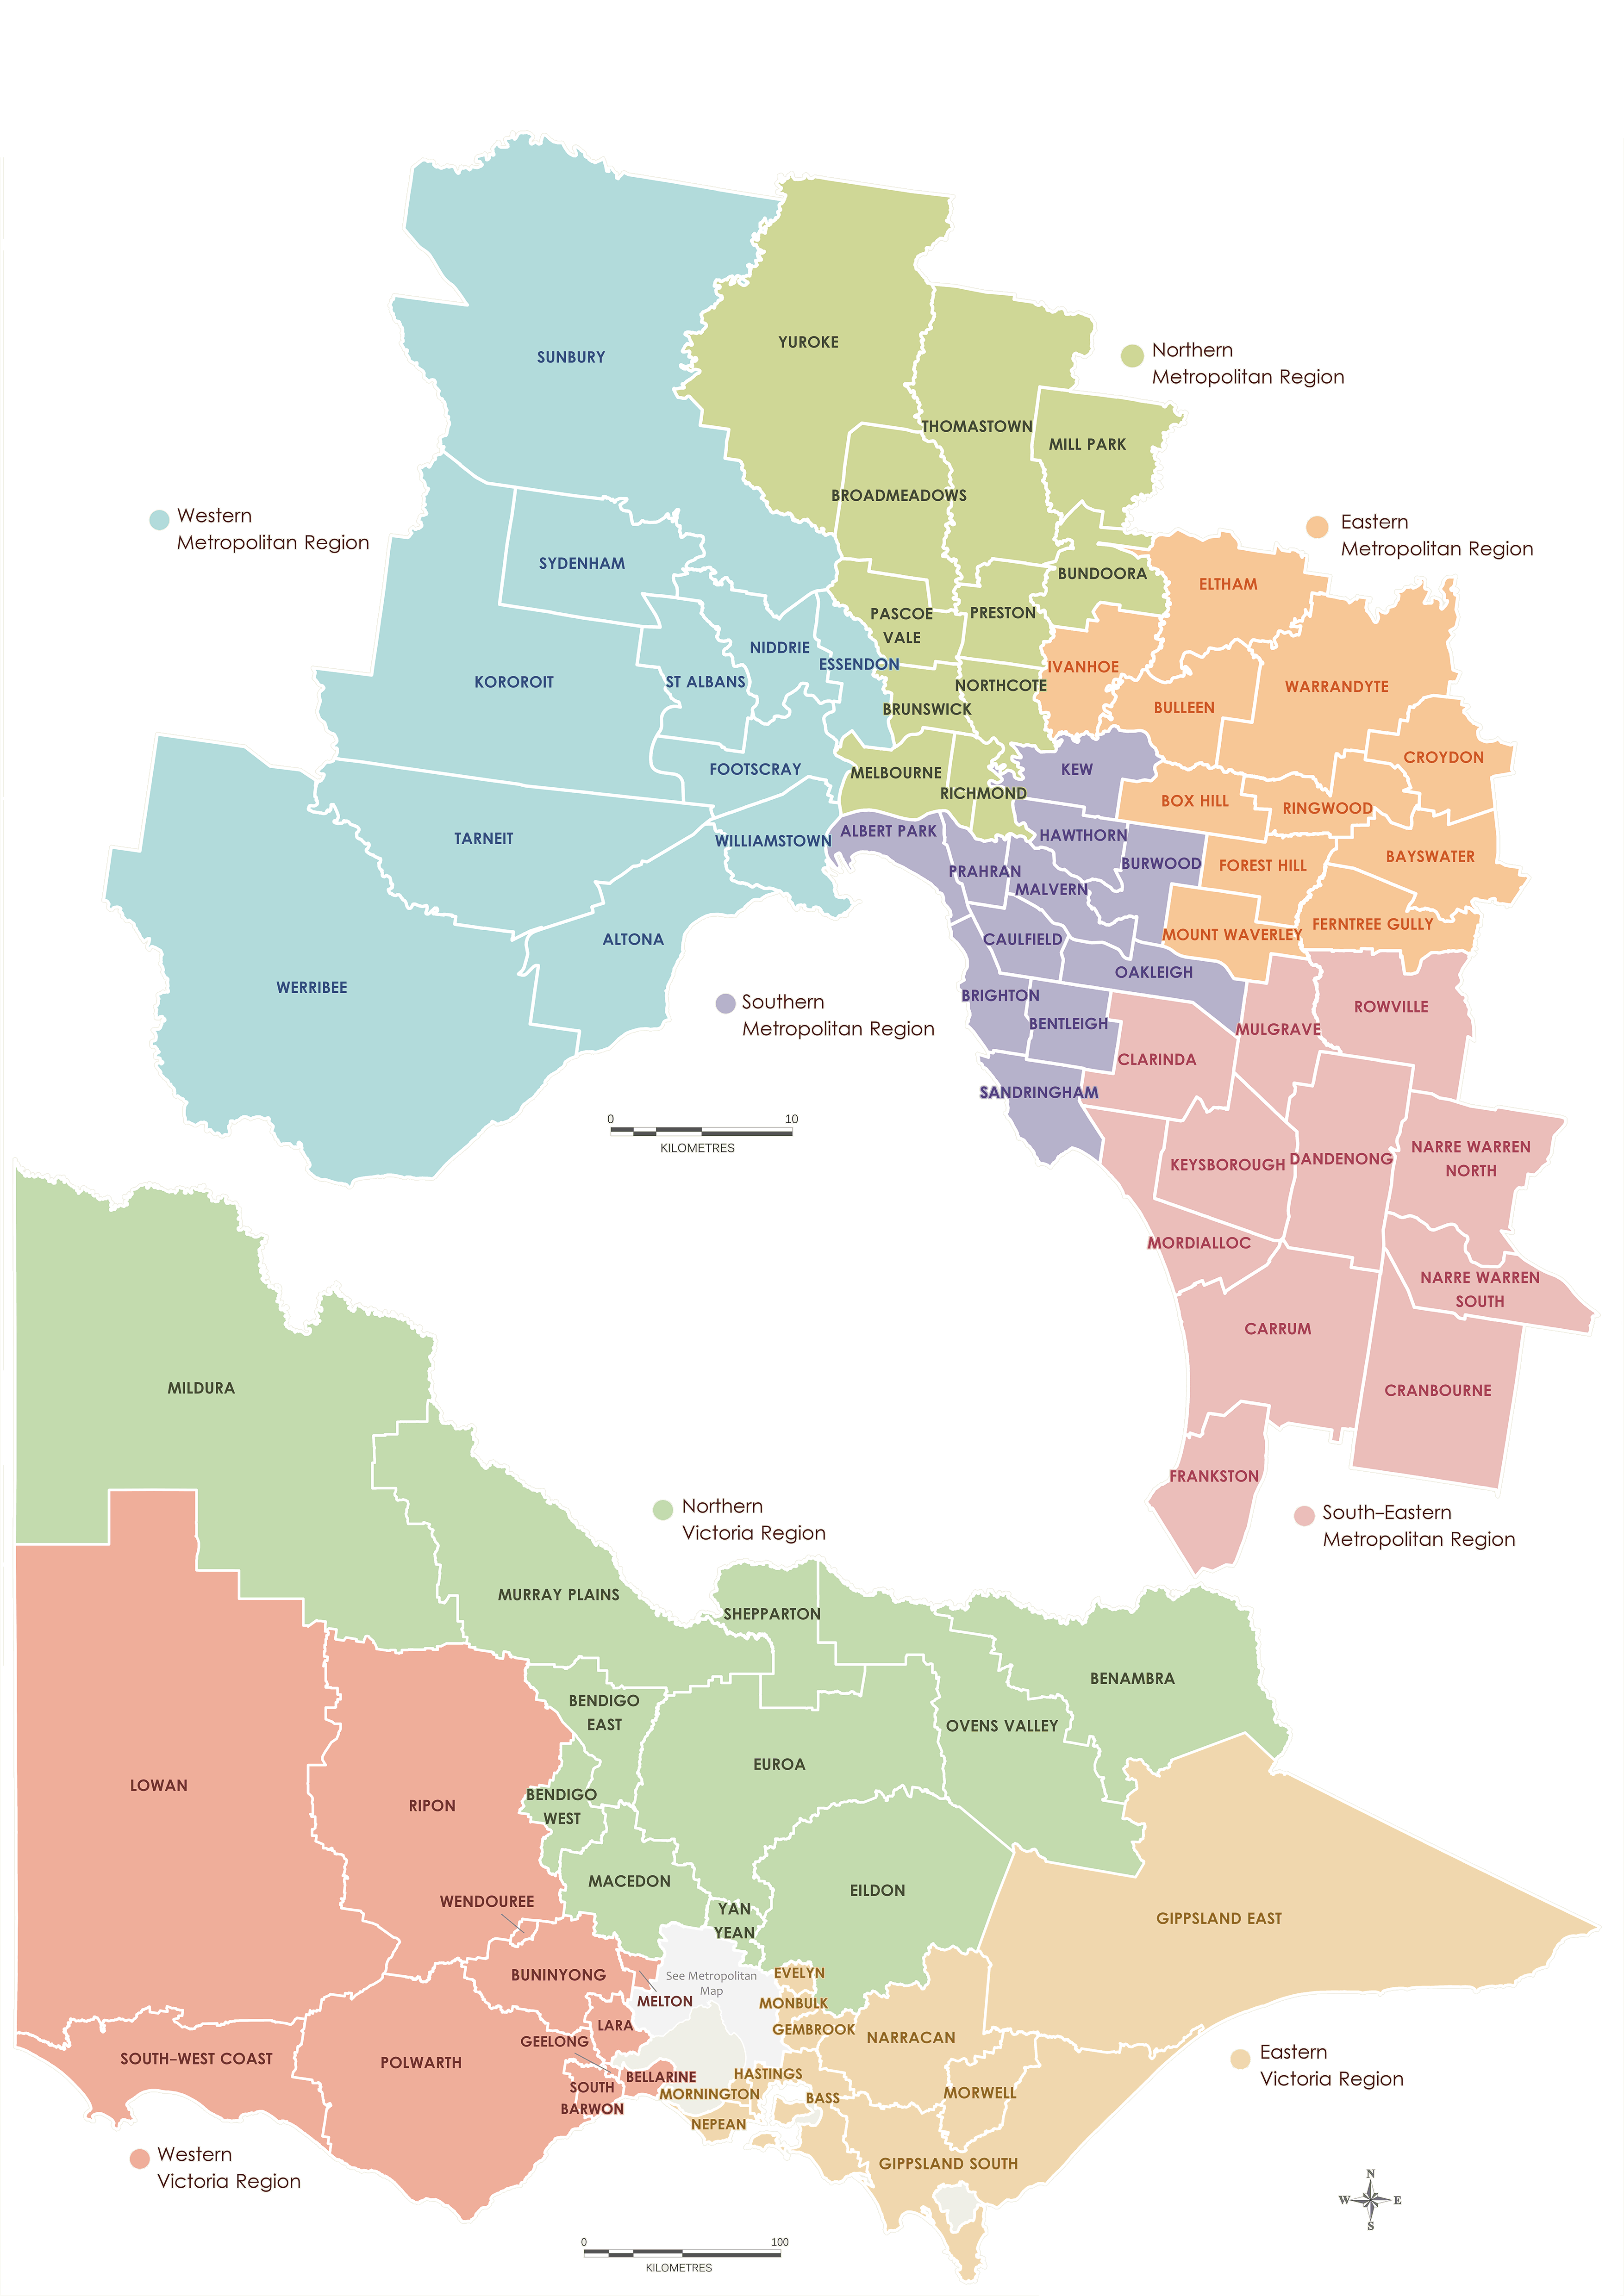 YUROKE
SUNBURY
Northern
Metropolitan Region
THOMASTOWN
MILL PARK
BROADMEADOWS
Western
Metropolitan Region
Eastern
Metropolitan Region
SYDENHAM
BUNDOORA
ELTHAM
PASCOE
VALE
PRESTON
NIDDRIE
ESSENDON
IVANHOE
KOROROIT
ST ALBANS
NORTHCOTE
WARRANDYTE
BRUNSWICK
BULLEEN
CROYDON
FOOTSCRAY
MELBOURNE
KEW
RICHMOND
BOX HILL
RINGWOOD
TARNEIT
WILLIAMSTOWN
ALBERT PARK
HAWTHORN
BURWOOD
FOREST HILL
BAYSWATER
PRAHRAN
MALVERN
ALTONA
CAULFIELD
MOUNT WAVERLEY
FERNTREE GULLY
OAKLEIGH
WERRIBEE
Southern
Metropolitan Region
BRIGHTON
BENTLEIGH
MULGRAVE
ROWVILLE
CLARINDA
SANDRINGHAM
0 10
KILOMETRES
KEYSBOROUGH
DANDENONG
NARRE WARREN
NORTH
MORDIALLOC
NARRE WARREN
SOUTH
CARRUM
CRANBOURNE
FRANKSTON
South-Eastern
Metropolitan Region
MILDURA
Northern
Victoria Region
MURRAY PLAINS
SHEPPARTON
BENAMBRA
BENDIGO
EAST
OVENS VALLEY
EUROA
LOWAN
RIPON
BENDIGO
WEST
MACEDON
EILDON
WENDOUREE
YAN
YEAN
GIPPSLAND EAST
BUNINYONG
See Metropolitan
Map
EVELYN
MELTON
MONBULK
LARA
GEELONG
GEMBROOK
NARRACAN
SOUTH-WEST COAST
POLWARTH
BELLARINE
HASTINGS
SOUTH
BARWON
MORNINGTON
BASS
MORWELL
NEPEAN
Eastern
Victoria Region
GIPPSLAND SOUTH
Western
Victoria Region
N
W E
S
0 100
KILOMETRES